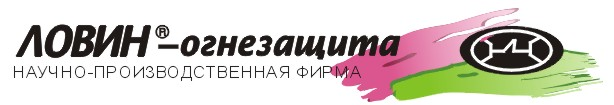 ЛОВИН®-огнезащита
НАУЧНО-ПРОИЗВОДСТВЕННАЯ ФИРМА